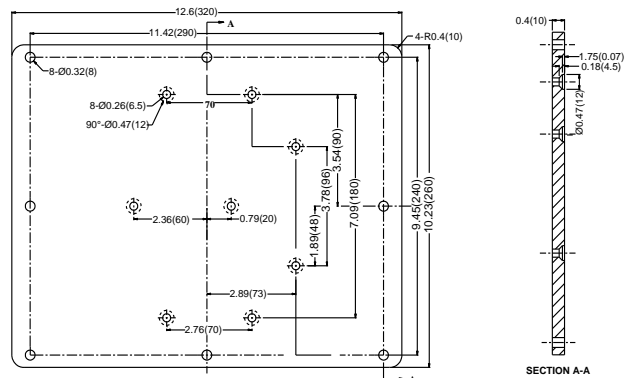 12.6(320)
A
11.42(290)
4-R0.4(10)
8-Ø0.32(8)
8-Ø0.26(6.5)
70
90°-Ø0.47(12)
3.54(90)
3.78(96)
7.09(180)
9.45(240)
10.23(260)
2.36(60)
0.79(20)
1.89(48)
2.89(73)
2.76(70)
0.4(10)
1.75(0.07)
0.18(4.5)
Ø0.47(12)
SECTION A-A